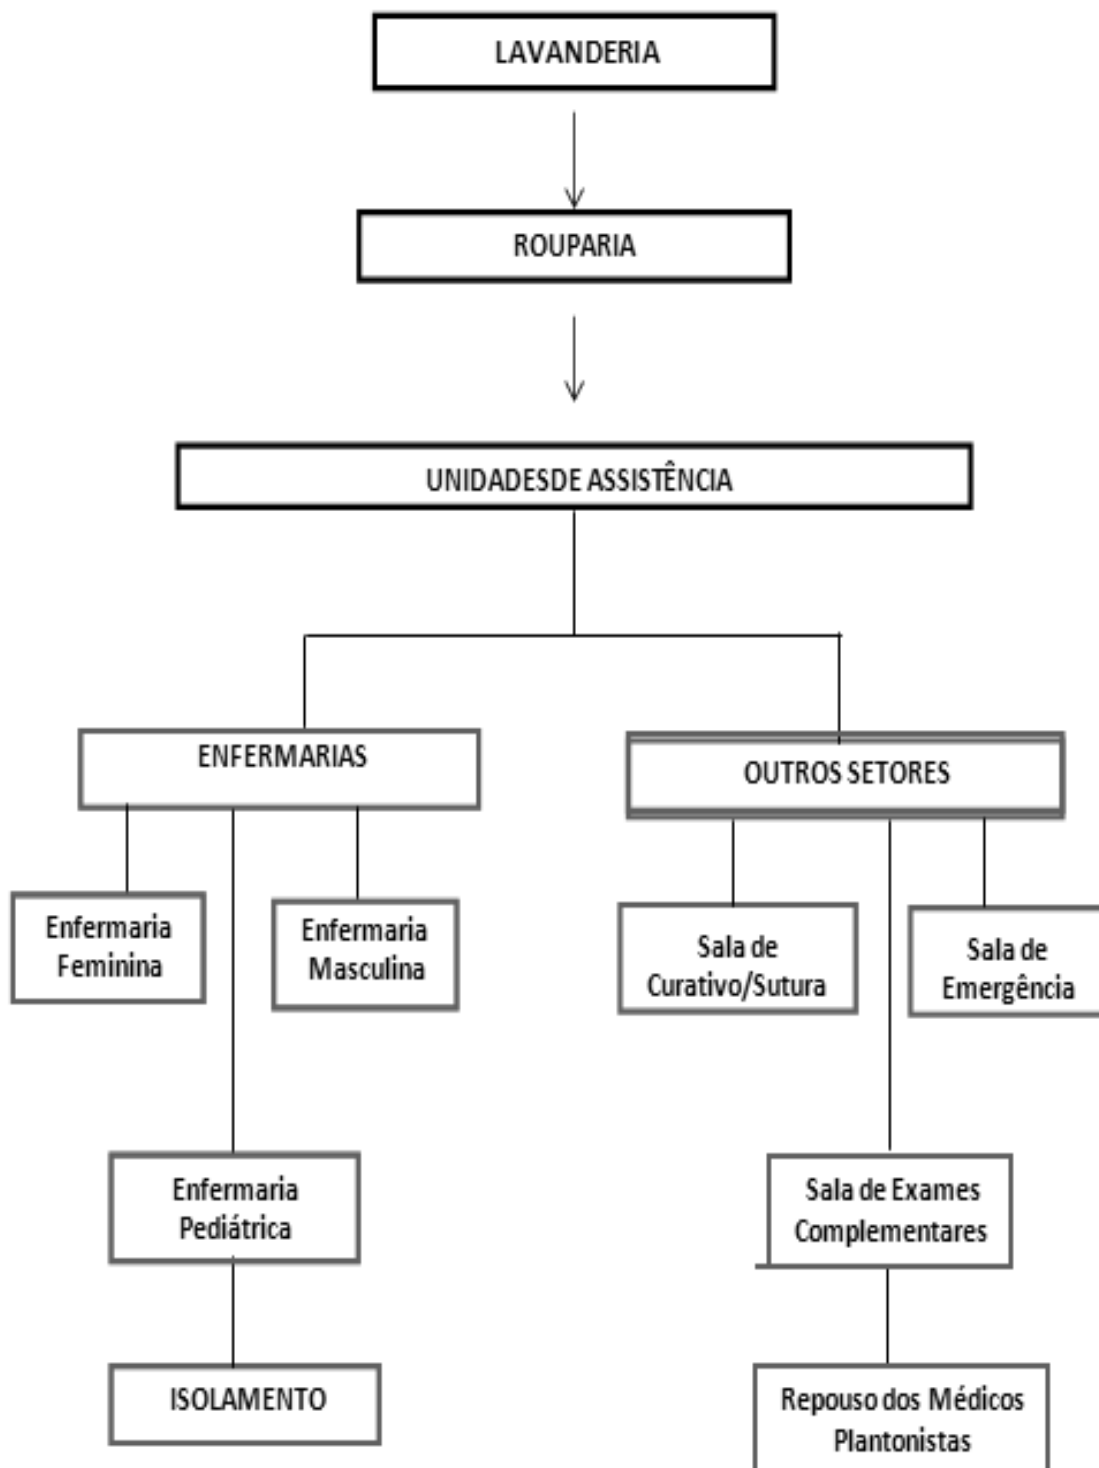 LAVANDERIA
ROUPARIA
UNIDADESDE ASSISTÊNCIA
ENFERMARIAS
OUTROS SETORES
Enfermaria
Feminina
Enfermaria
Masculina
Sala de
Curativo/Sutura
Sala de
Emergência
Enfermaria
Pediátrica
Sala de Exames
Complementares
ISOLAMENTO
Repouso dos Médicos
Plantonistas